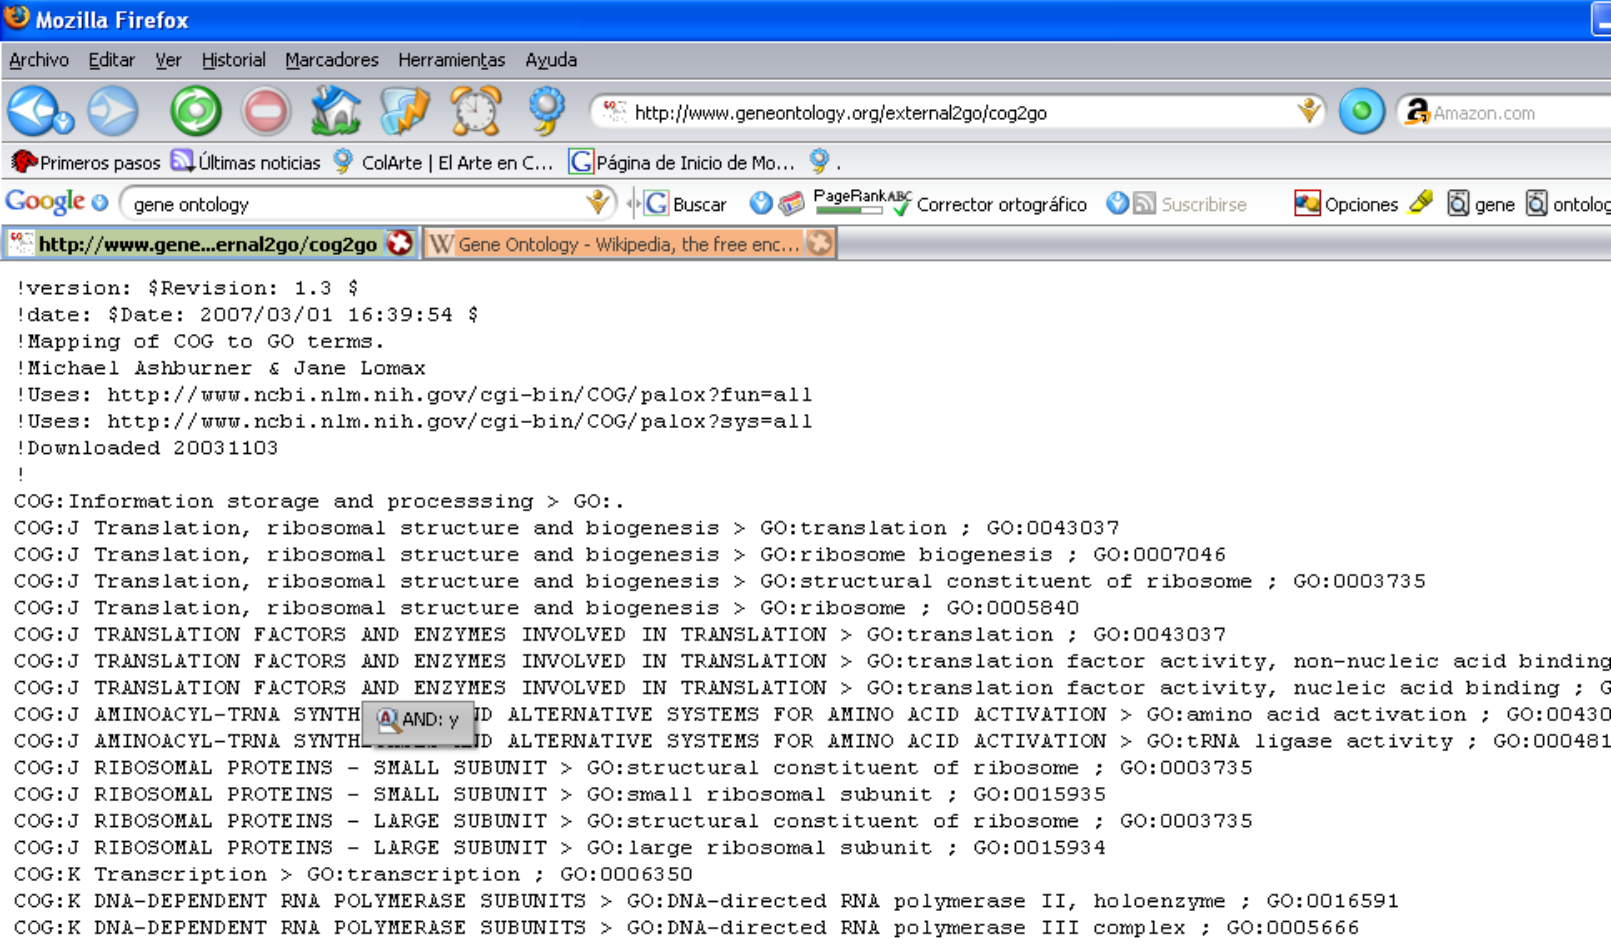 Mozilla Firefox
Archivo Editar Ver Historial Marcadores Herramientas Ayuda
http://www.geneontology.org/external2go/cog2go Amazon.com
Primeros pasos Últimas noticias ColArte | El Arte en C... Página de Inicio de Mo... .
Google gene ontology Buscar PageRank ABC Corrector ortográfico Suscribirse Opciones gene ontolog
http://www.gene...ernal2go/cog2go Gene Ontology - Wikipedia, the free enc...
!version: $Revision: 1.3 $
!date: $Date: 2007/03/01 16:39:54 $
!Mapping of COG to GO terms.
!Michael Ashburner & Jane Lomax
!Uses: http://www.ncbi.nlm.nih.gov/cgi-bin/COG/palox?fun=all
!Uses: http://www.ncbi.nlm.nih.gov/cgi-bin/COG/palox?sys=all
!Downloaded 20031103
!
COG:Information storage and processsing > GO:.
COG:J Translation, ribosomal structure and biogenesis > GO:translation ; GO:0043037
COG:J Translation, ribosomal structure and biogenesis > GO:ribosome biogenesis ; GO:0007046
COG:J Translation, ribosomal structure and biogenesis > GO:structural constituent of ribosome ; GO:0003735
COG:J Translation, ribosomal structure and biogenesis > GO:ribosome ; GO:0005840
COG:J TRANSLATION FACTORS AND ENZYMES INVOLVED IN TRANSLATION > GO:translation ; GO:0043037
COG:J TRANSLATION FACTORS AND ENZYMES INVOLVED IN TRANSLATION > GO:translation factor activity, non-nucleic acid binding
COG:J TRANSLATION FACTORS AND ENZYMES INVOLVED IN TRANSLATION > GO:translation factor activity, nucleic acid binding ; G
COG:J AMINOACYL-TRNA SYNTH AND: y D ALTERNATIVE SYSTEMS FOR AMINO ACID ACTIVATION > GO:amino acid activation ; GO:00430
COG:J AMINOACYL-TRNA SYNTH D ALTERNATIVE SYSTEMS FOR AMINO ACID ACTIVATION > GO:tRNA ligase activity ; GO:000481
COG:J RIBOSOMAL PROTEINS - SMALL SUBUNIT > GO:structural constituent of ribosome ; GO:0003735
COG:J RIBOSOMAL PROTEINS - SMALL SUBUNIT > GO:small ribosomal subunit ; GO:0015935
COG:J RIBOSOMAL PROTEINS - LARGE SUBUNIT > GO:structural constituent of ribosome ; GO:0003735
COG:J RIBOSOMAL PROTEINS - LARGE SUBUNIT > GO:large ribosomal subunit ; GO:0015934
COG:K Transcription > GO:transcription ; GO:0006350
COG:K DNA-DEPENDENT RNA POLYMERASE SUBUNITS > GO:DNA-directed RNA polymerase II, holoenzyme ; GO:0016591
COG:K DNA-DEPENDENT RNA POLYMERASE SUBUNITS > GO:DNA-directed RNA polymerase III complex ; GO:0005666